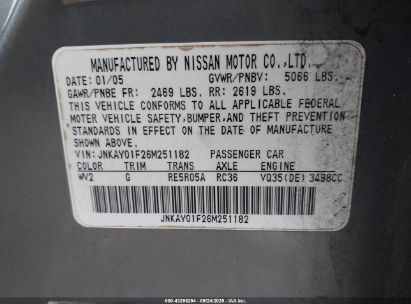 MANUFACTURED BY NISSAN MOTOR CO.,LTD.
DATE: 01/05 GVWR/PNBV: 5066 LBS.
GAWR/PNBE FR: 2469 LBS. RR: 2619 LBS.
THIS VEHICLE CONFORMS TO ALL APPLICABLE FEDERAL
MOTOR VEHICLE SAFETY, BUMPER, AND THEFT PREVENTION
STANDARDS IN EFFECT ON THE DATE OF MANUFACTURE
SHOWN ABOVE.
VIN: JNKAY01F26M251182 PASSENGER CAR
COLOR TRIM TRANS AXLE ENGINE
WV2 G RE5R05A RC36 VQ35(DE) 3498CC
JNKAY01F26M251182